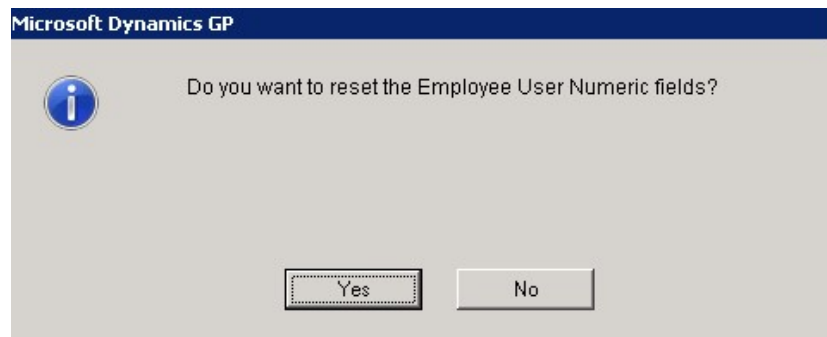 Microsoft Dynamics GP
Do you want to reset the Employee User Numeric fields?
Yes
No